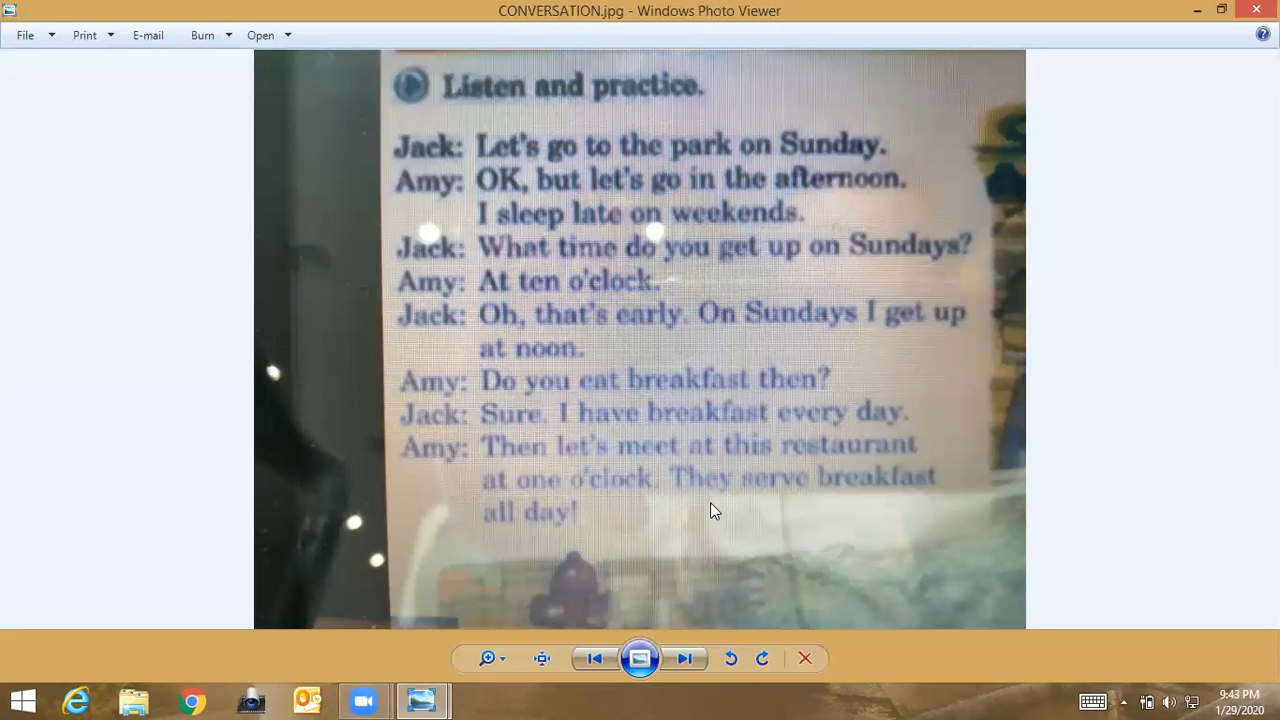 CONVERSATION.jpg - Windows Photo Viewer
File Print E-mail Burn Open
Listen and practice.
Jack: Let's go to the park on Sunday.
Amy: OK, but let's go in the afternoon.
I sleep late on weekends.
Jack: What time do you get up on Sundays?
Amy: At ten o'clock.
Jack: Oh, that's early. On Sundays I get up
at noon.
Amy: Do you eat breakfast then?
Jack: Sure. I have breakfast every day.
Amy: Then let's meet at this restaurant
at one o'clock. They serve breakfast
all day!
9:43 PM
1/29/2020